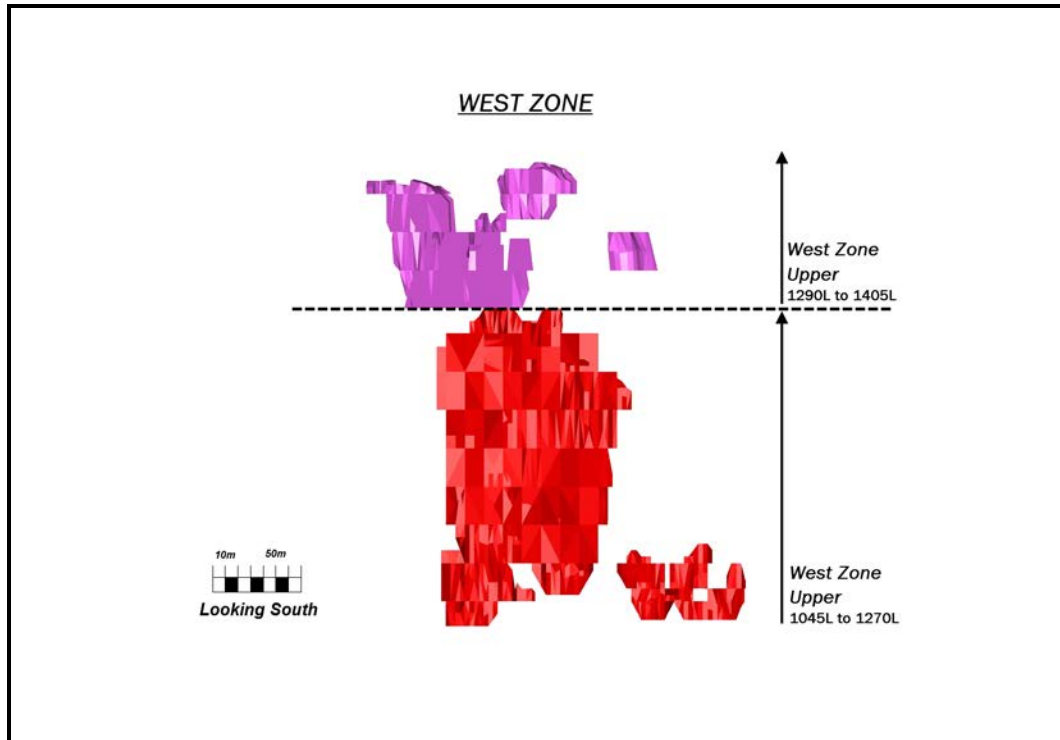 WEST ZONE
West Zone
Upper
1290L to 1405L
10m 50m
Looking South
West Zone
Upper
1045L to 1270L